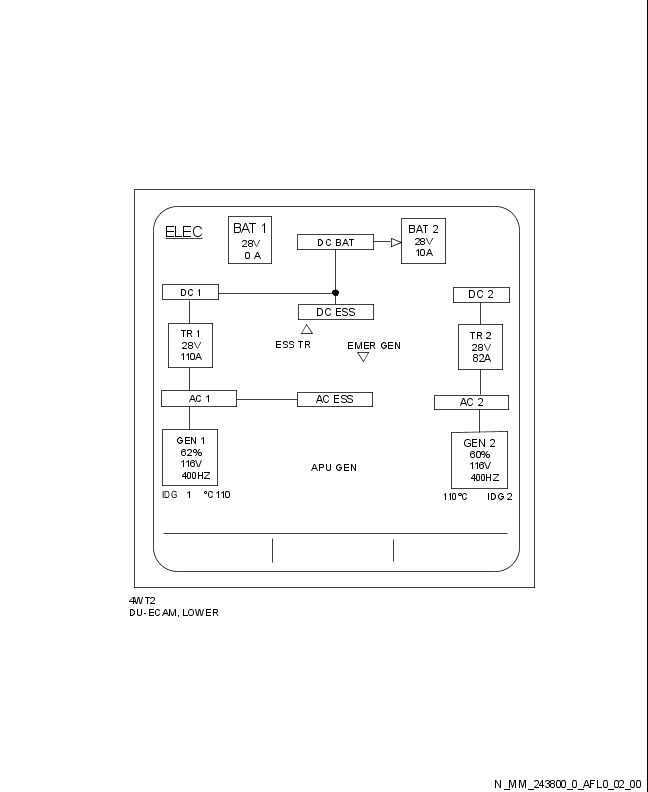 ELEC
BAT 1
28V
0 A
DC BAT
BAT 2
28V
10A
DC 1
DC 2
DC ESS
TR 1
28V
110A
ESS TR
EMER GEN
TR 2
28V
82A
AC 1
AC ESS
AC 2
GEN 1
62%
116V
400HZ
APU GEN
GEN 2
60%
116V
400HZ
IDG 1 °C 110
110°C IDG 2
4WT2
DU-ECAM, LOWER
N_MM_243800_0_AFL0_02_00